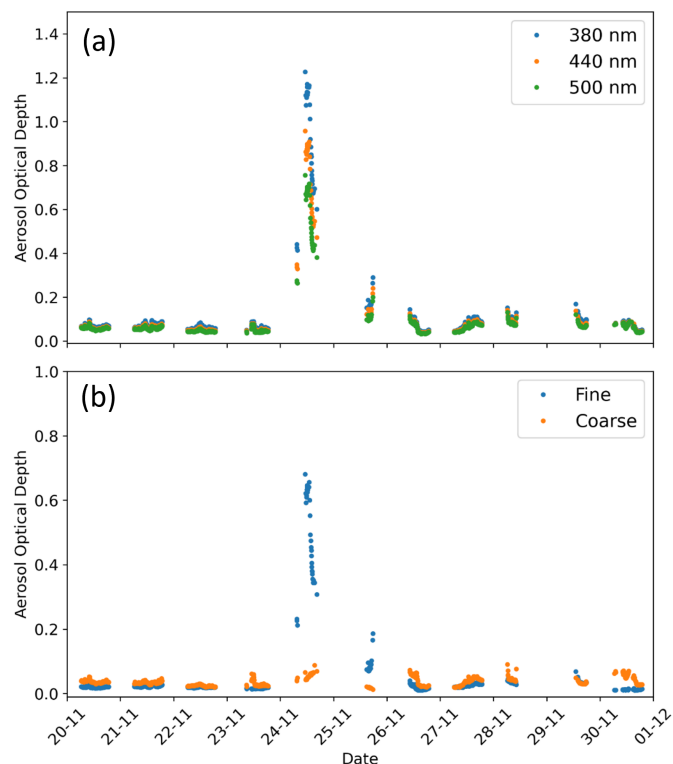 (a)
380 nm
440 nm
500 nm
Aerosol Optical Depth
1.4
1.2
1.0
0.8
0.6
0.4
0.2
0.0
(b)
Fine
Coarse
Aerosol Optical Depth
1.0
0.8
0.6
0.4
0.2
0.0
20-11
21-11
22-11
23-11
24-11
25-11
26-11
27-11
28-11
29-11
30-11
01-12
Date